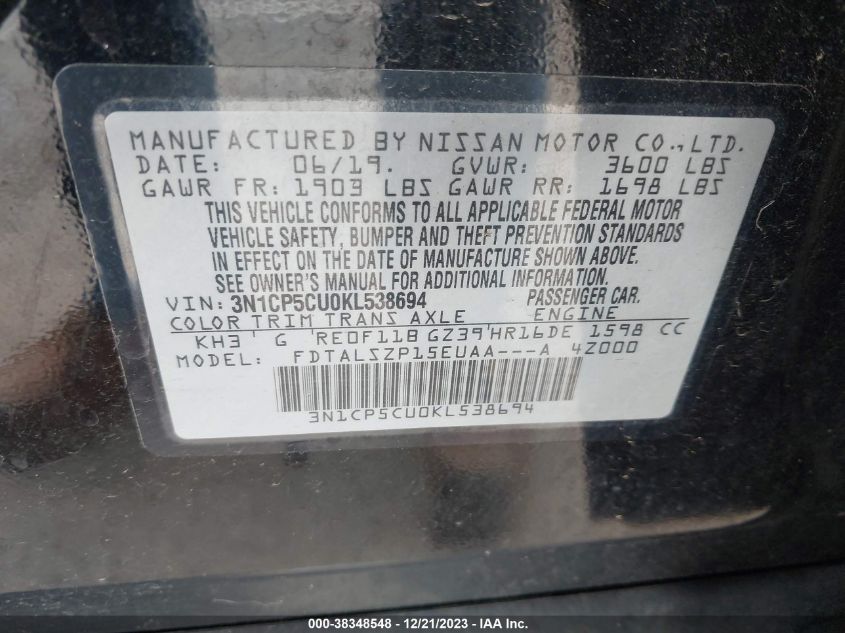 MANUFACTURED BY NISSAN MOTOR CO., LTD.
DATE: 06/19. GVWR: 3600 LBS
GAWR FR: 1903 LBS GAWR RR: 1698 LBS
THIS VEHICLE CONFORMS TO ALL APPLICABLE FEDERAL MOTOR
VEHICLE SAFETY, BUMPER AND THEFT PREVENTION STANDARDS
IN EFFECT ON THE DATE OF MANUFACTURE SHOWN ABOVE.
SEE OWNER'S MANUAL FOR ADDITIONAL INFORMATION.
VIN: 3N1CP5CU0KL538694 PASSENGER CAR.
COLOR TRIM TRANS AXLE ENGINE
KH3 G RE0F11B GZ39 HR16DE 1598 CC
MODEL: FDTALSZP15EUAA---A 4Z000
3N1CP5CU0KL538694
000-38348548 - 12/21/2023 - © IAA Holdings, LLC.